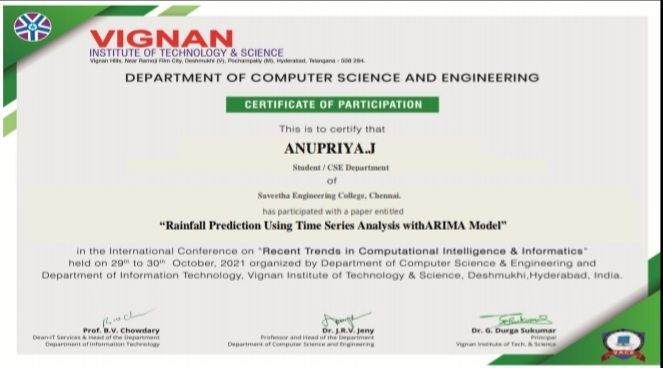 VIGNAN
INSTITUTE OF TECHNOLOGY & SCIENCE
Vignan Hills, Near Ramoji Film City, Deshmukhi (V), Pochampally (M), Hyderabad, Telangana - 508 284.
DEPARTMENT OF COMPUTER SCIENCE AND ENGINEERING
CERTIFICATE OF PARTICIPATION
This is to certify that
ANUPRIYA.J
Student / CSE Department
of
Saveetha Engineering College, Chennai.
has participated with a paper entitled
“Rainfall Prediction Using Time Series Analysis withARIMA Model”
in the International Conference on "Recent Trends in Computational Intelligence & Informatics"
held on 29th to 30th October, 2021 organized by Department of Computer Science & Engineering and
Department of Information Technology, Vignan Institute of Technology & Science, Deshmukhi,Hyderabad, India.
Prof. B.V. Chowdary
Dean-IT Services & Head of the Department
Department of Information Technology
Dr. J.R.V. Jeny
Professor and Head of the Department
Department of Computer Science and Engineering
Dr. G. Durga Sukumar
Principal
Vignan Institute of Tech, & Science